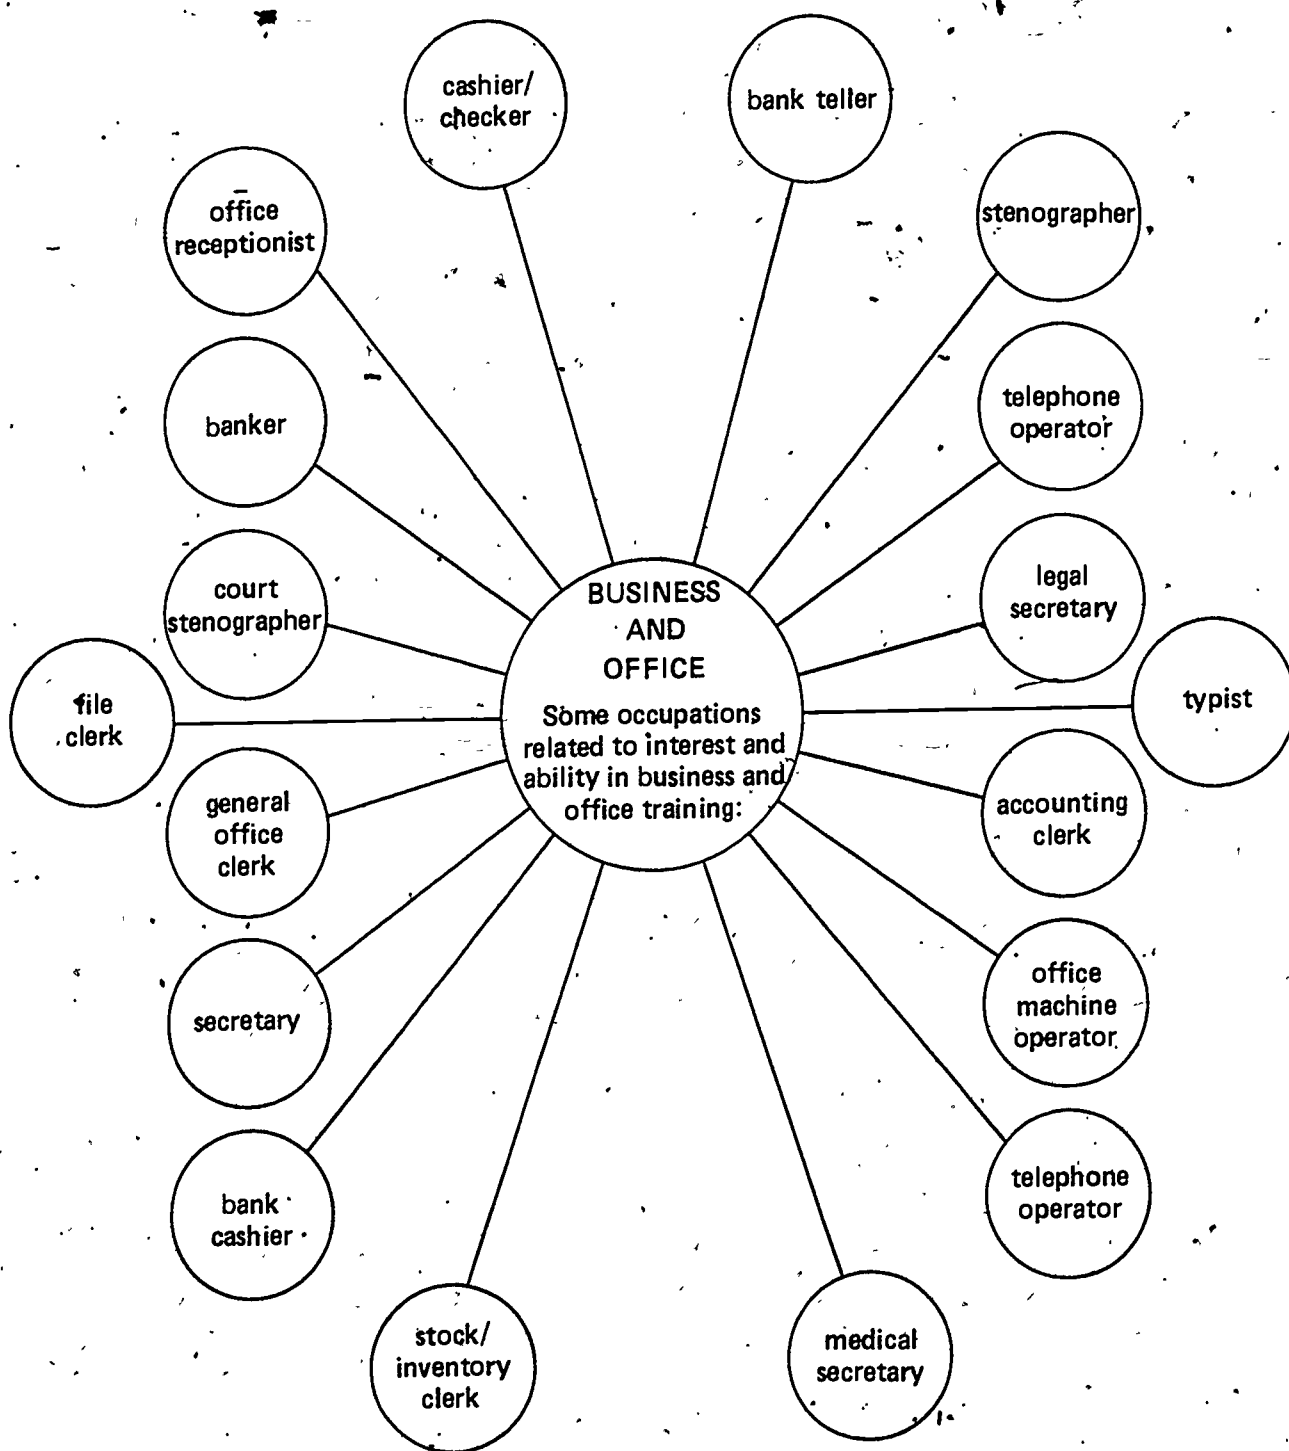 cashier/
checker
bank teller
office
receptionist
stenographer
banker
telephone
operator
court
stenographer
legal
secretary
file
clerk
BUSINESS
AND
OFFICE
Some occupations
related to interest and
ability in business and
office training:
typist
general
office
clerk
accounting
clerk
secretary
office
machine
operator
bank
cashier
telephone
operator
stock/
inventory
clerk
medical
secretary